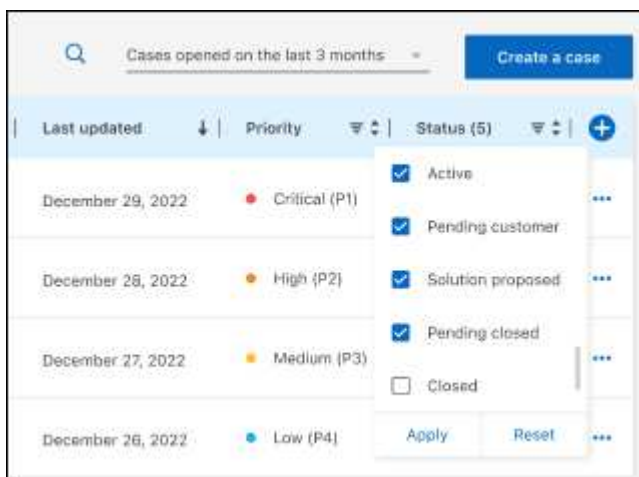 Cases opened on the last 3 months
Create a case
Last updated
Priority
Status (5)
Active
December 29, 2022
Critical (P1)
Pending customer
December 28, 2022
High (P2)
Solution proposed
Pending closed
December 27, 2022
Medium (P3)
Closed
December 26, 2022
Low (P4)
Apply
Reset